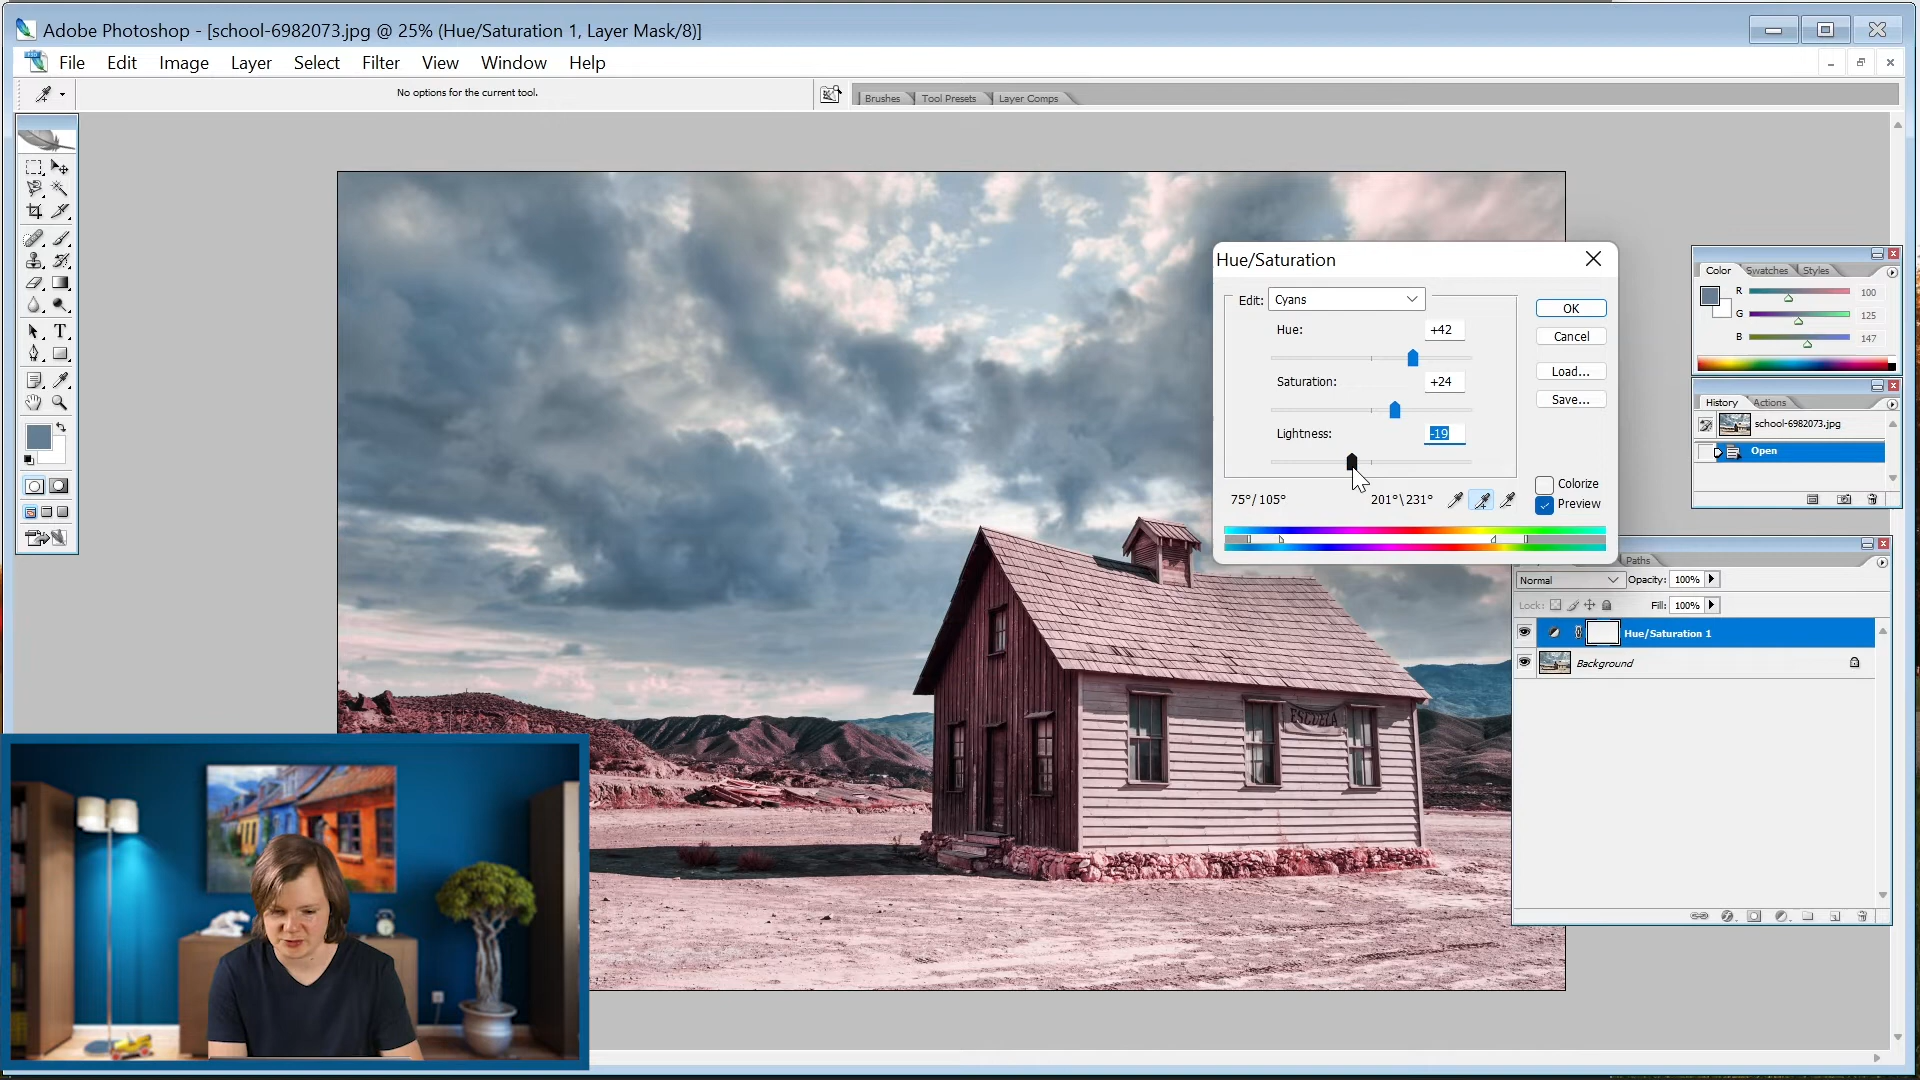 Adobe Photoshop - [school-6982073.jpg @ 25% (Hue/Saturation 1, Layer Mask/8)]
File Edit Image Layer Select Filter View Window Help
No options for the current tool.
Brushes Tool Presets Layer Comps
Hue/Saturation
Edit: Cyans
Hue: +42
Saturation: +24
Lightness: -19
OK
Cancel
Load...
Save...
Colorize
Preview
75°/105° 201°\231°
Color Swatches Styles
R 100
G 125
B 147
History Actions
school-6982073.jpg
Open
Paths
Normal Opacity: 100%
Lock: Fill: 100%
Hue/Saturation 1
Background
T
ESCUELA